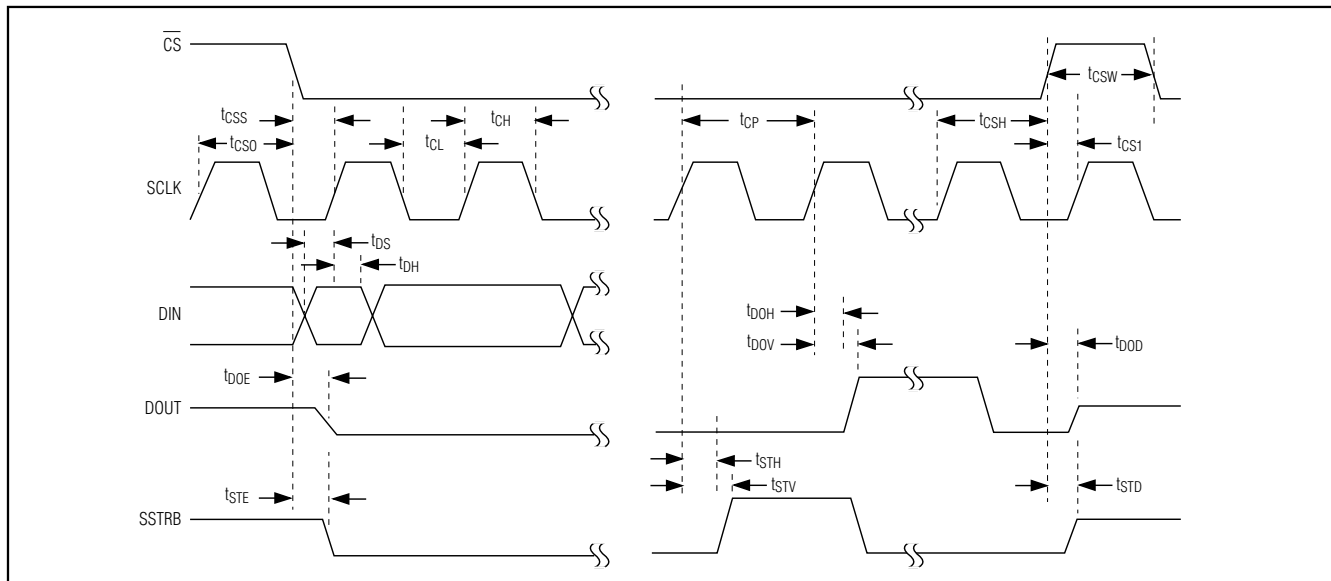 CS
tCSW
tCSS
tCH
tCP
tCSH
tCSO
tCL
tCS1
SCLK
tDS
tDH
DIN
tDOH
tDOV
tDOD
tDOE
DOUT
tSTH
tSTV
tSTE
tSTD
SSTRB